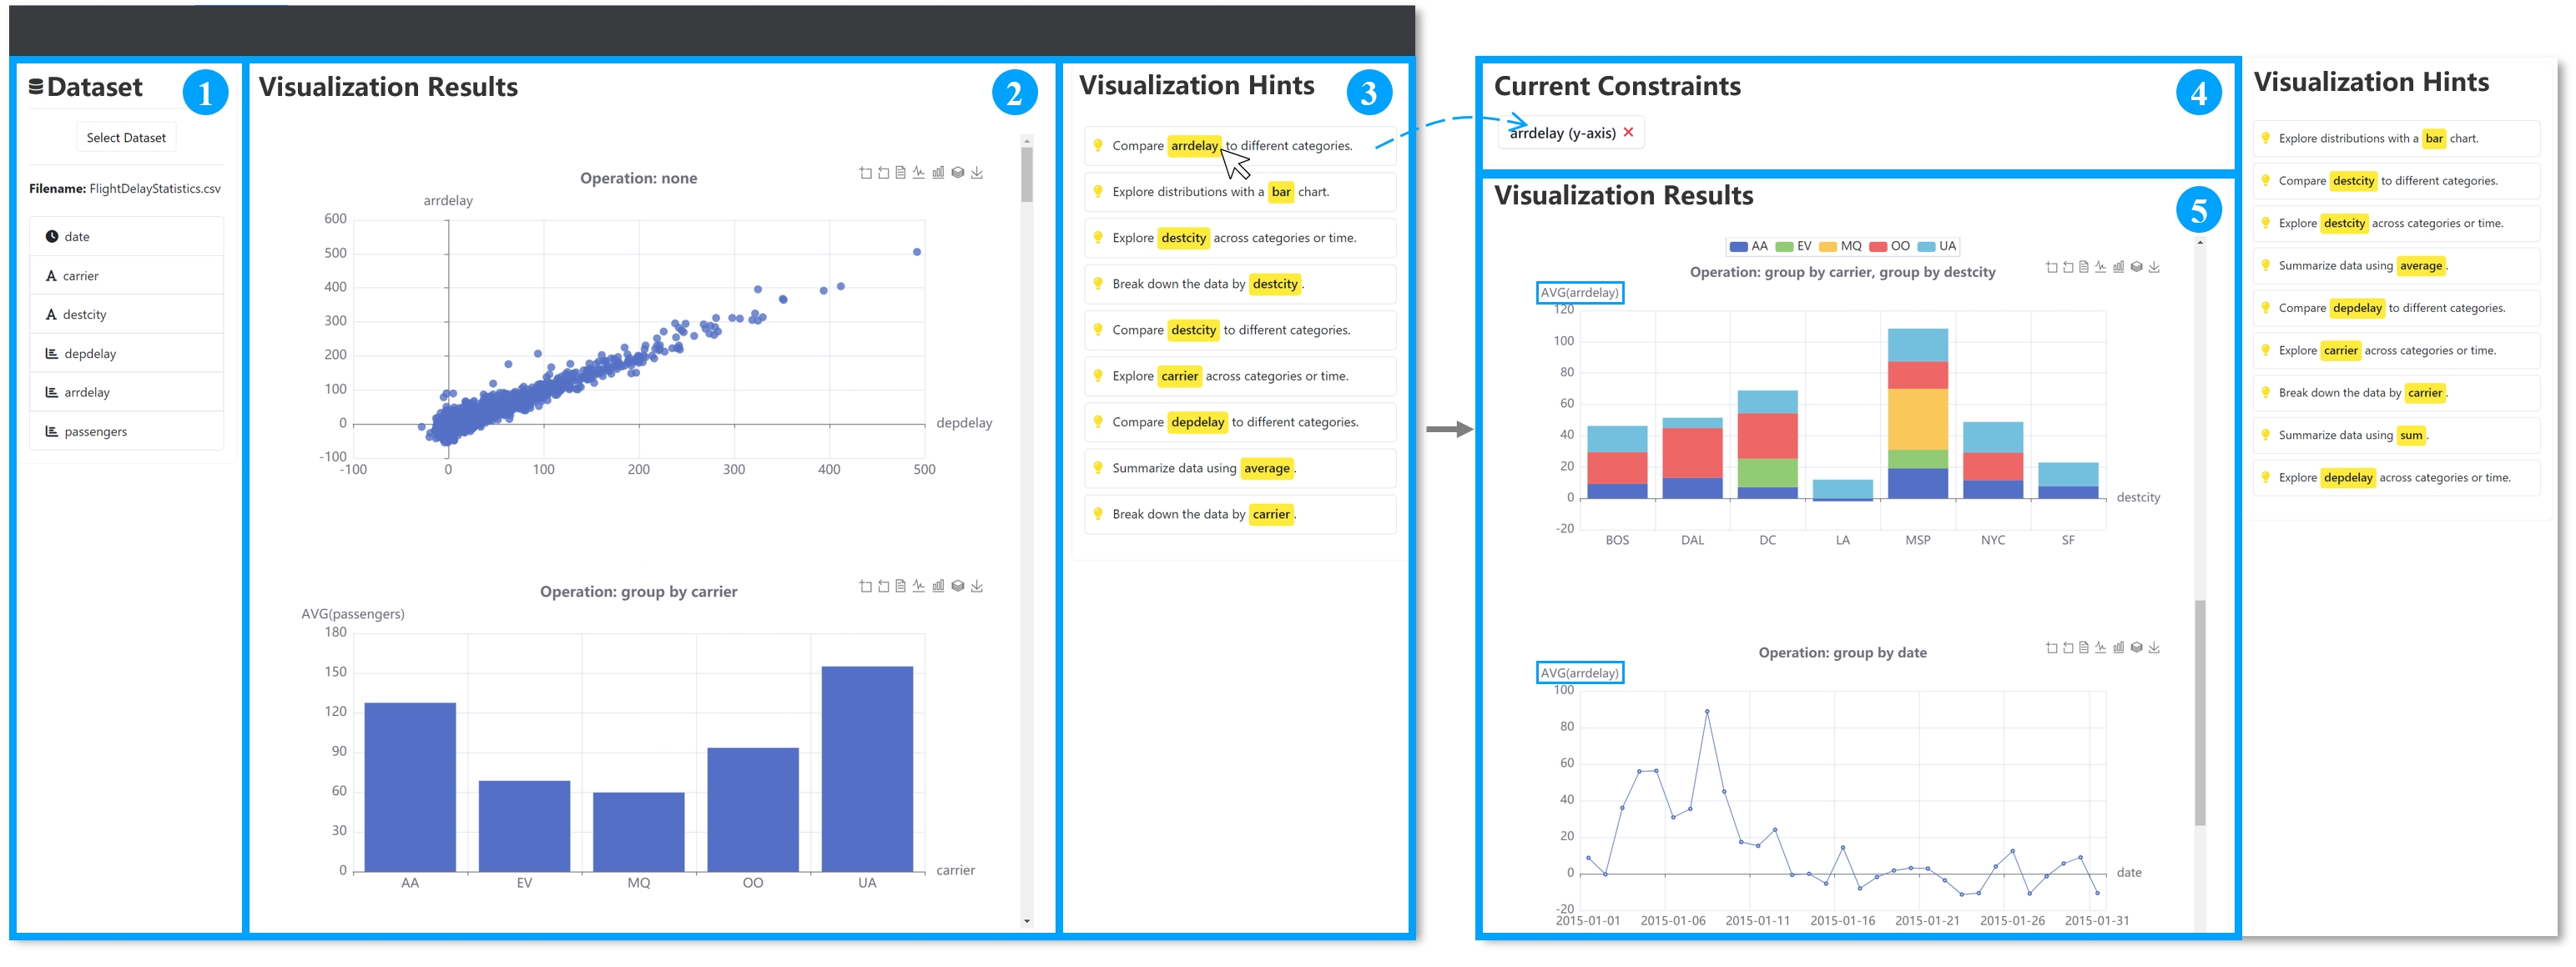 Dataset
1
Select Dataset
Filename: FlightDelayStatistics.csv
date
carrier
destcity
depdelay
arrdelay
passengers
Visualization Results
2
Operation: none
arrdelay
600
500
400
300
200
100
0
-100
-100 0 100 200 300 400 500
depdelay
Operation: group by carrier
AVG(passengers)
180
150
120
90
60
30
0
AA EV MQ OO UA
carrier
Visualization Hints
3
Compare arrdelay to different categories.
Explore distributions with a bar chart.
Explore destcity across categories or time.
Break down the data by destcity .
Compare destcity to different categories.
Explore carrier across categories or time.
Compare depdelay to different categories.
Summarize data using average .
Break down the data by carrier .
Current Constraints
4
arrdelay (y-axis) ×
Visualization Results
5
AA EV MQ OO UA
Operation: group by carrier, group by destcity
AVG(arrdelay)
120
100
80
60
40
20
0
-20
BOS DAL DC LA MSP NYC SF
destcity
Operation: group by date
AVG(arrdelay)
100
80
60
40
20
0
-20
2015-01-01 2015-01-06 2015-01-11 2015-01-16 2015-01-21 2015-01-26 2015-01-31
date
Visualization Hints
Explore distributions with a bar chart.
Compare destcity to different categories.
Explore destcity across categories or time.
Summarize data using average .
Compare depdelay to different categories.
Explore carrier across categories or time.
Break down the data by carrier .
Summarize data using sum .
Explore depdelay across categories or time.